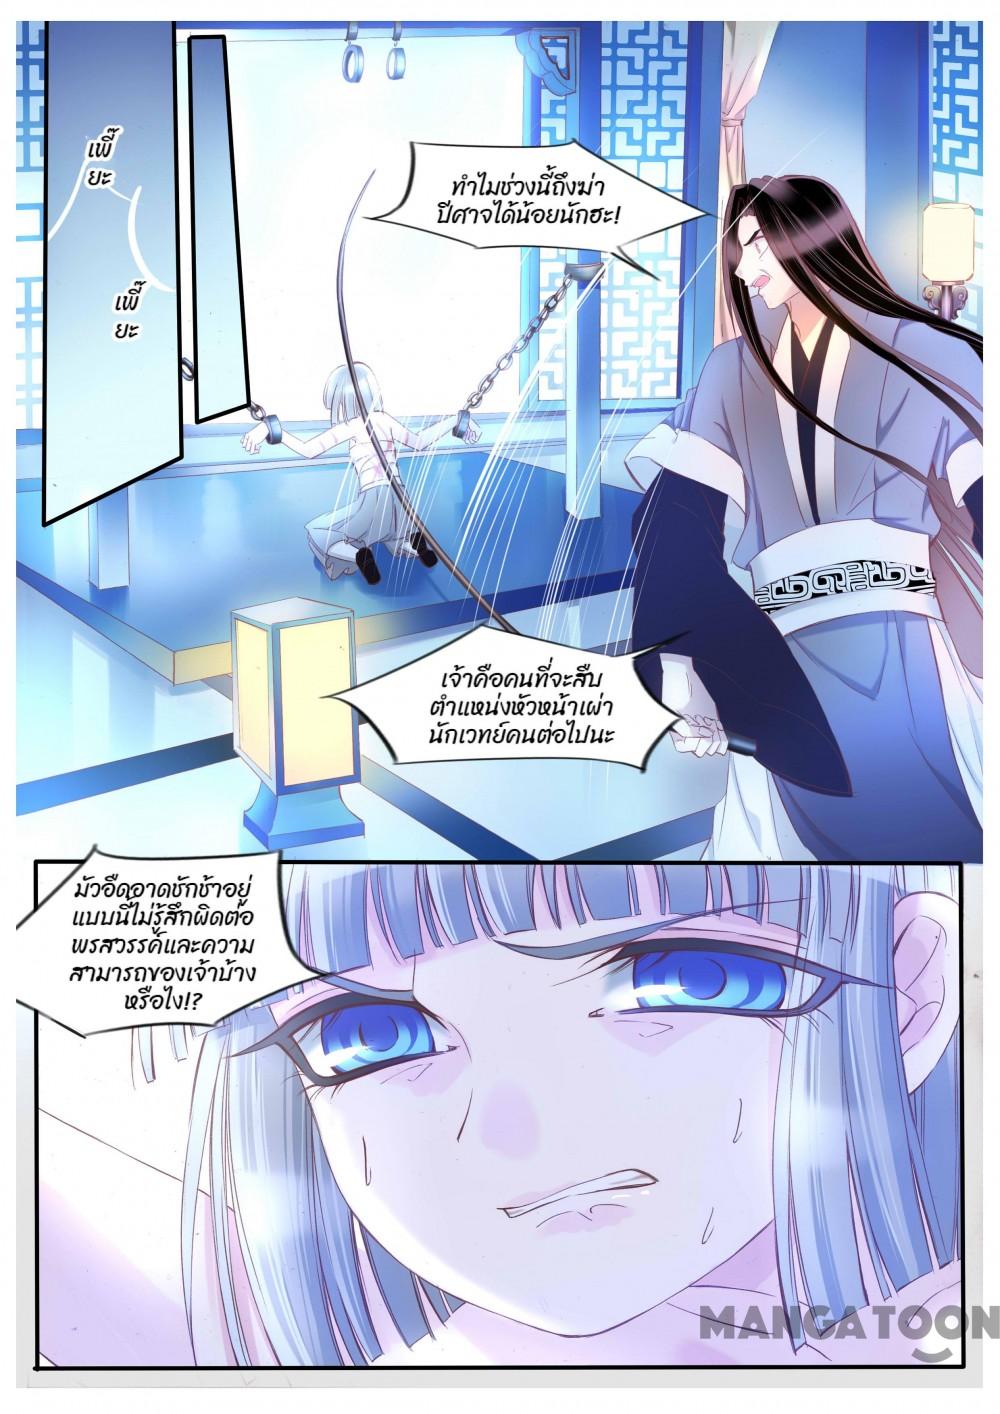 เพี๊
ยะ
เพี๊
ยะ
ทำไมช่วงนี้ถึงฆ่า
ปีศาจได้น้อยนักฮะ!
เจ้าคือคนที่จะสืบ
ตำแหน่งหัวหน้าเผ่า
นักเวทย์คนต่อไปนะ
มัวอืดอาดชักช้าอยู่
แบบนี้ไม่รู้สึกผิดต่อ
พรสวรรค์และความ
สามารถของเจ้าบ้าง
หรือไง!?
MANGATOON